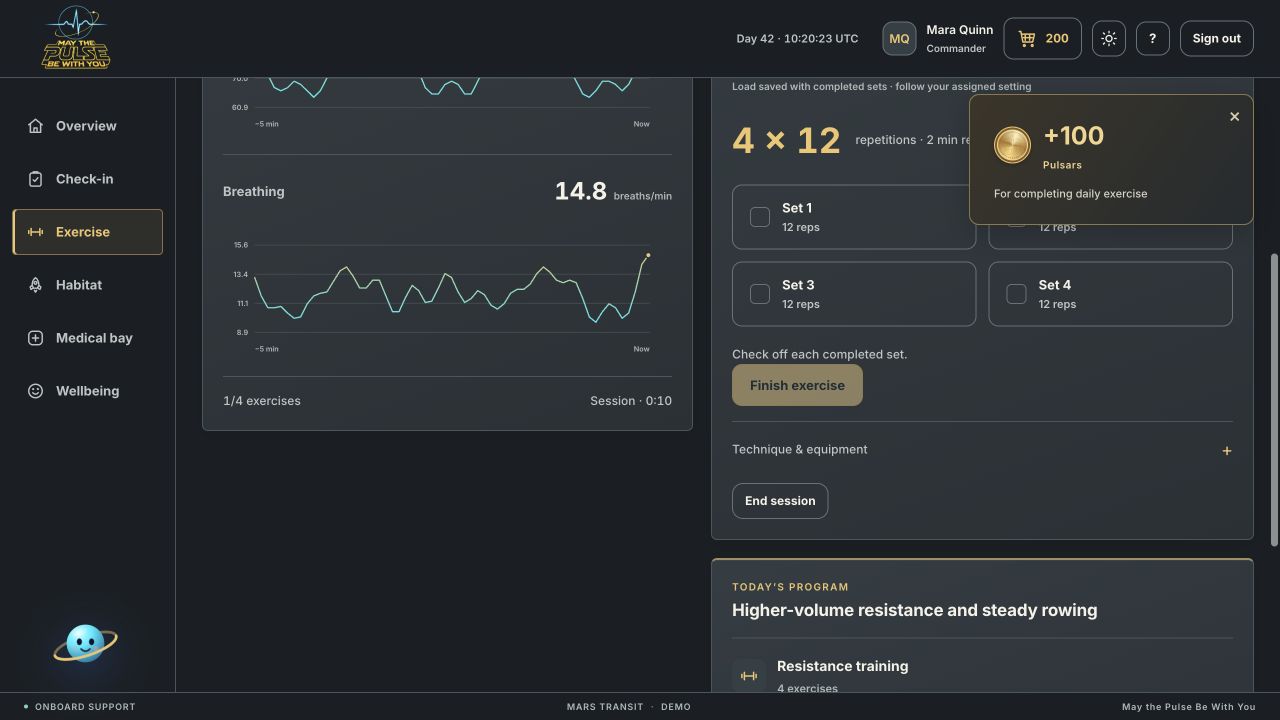 MAY THE
PULSE
BE WITH YOU
Day 42 · 10:20:23 UTC
MQ
Mara Quinn
Commander
200
?
Sign out
Overview
Check-in
Exercise
Habitat
Medical bay
Wellbeing
60.9
−5 min
Now
Breathing
14.8 breaths/min
15.6
13.4
11.1
8.9
−5 min
Now
1/4 exercises
Session · 0:10
Load saved with completed sets · follow your assigned setting
4 × 12
repetitions · 2 min
+100
Pulsars
For completing daily exercise
Set 1
12 reps
12 reps
Set 3
12 reps
Set 4
12 reps
Check off each completed set.
Finish exercise
Technique & equipment
+
End session
TODAY'S PROGRAM
Higher-volume resistance and steady rowing
Resistance training
4 exercises
ONBOARD SUPPORT
MARS TRANSIT · DEMO
May the Pulse Be With You